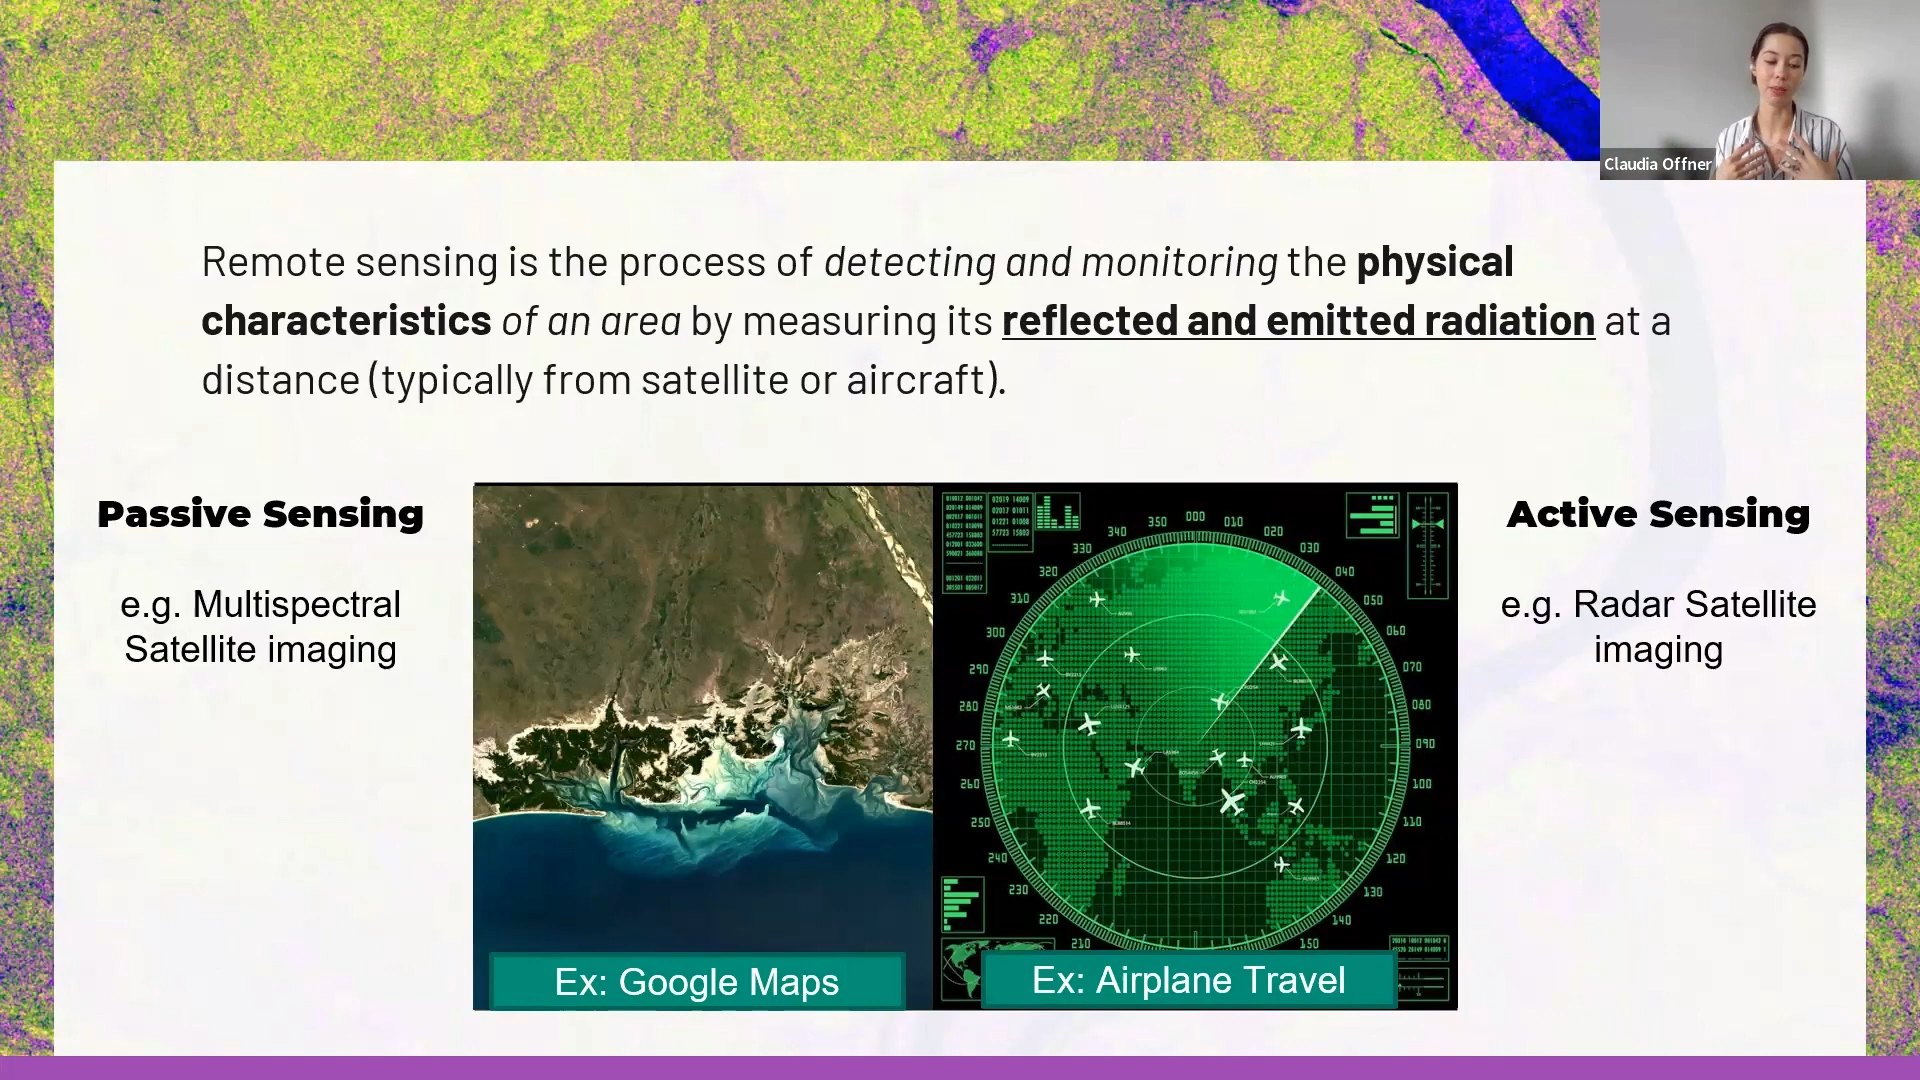 Claudia Offner
Remote sensing is the process of detecting and monitoring the physical
characteristics of an area by measuring its reflected and emitted radiation at a
distance (typically from satellite or aircraft).
Passive Sensing
e.g. Multispectral
Satellite imaging
Active Sensing
e.g. Radar Satellite
imaging
350 000 010
340 020
330 030
320 040
310 050
300 060
290 070
280 080
270 090
260 100
250 110
240 120
230 130
220 140
210 150
Ex: Google Maps
Ex: Airplane Travel